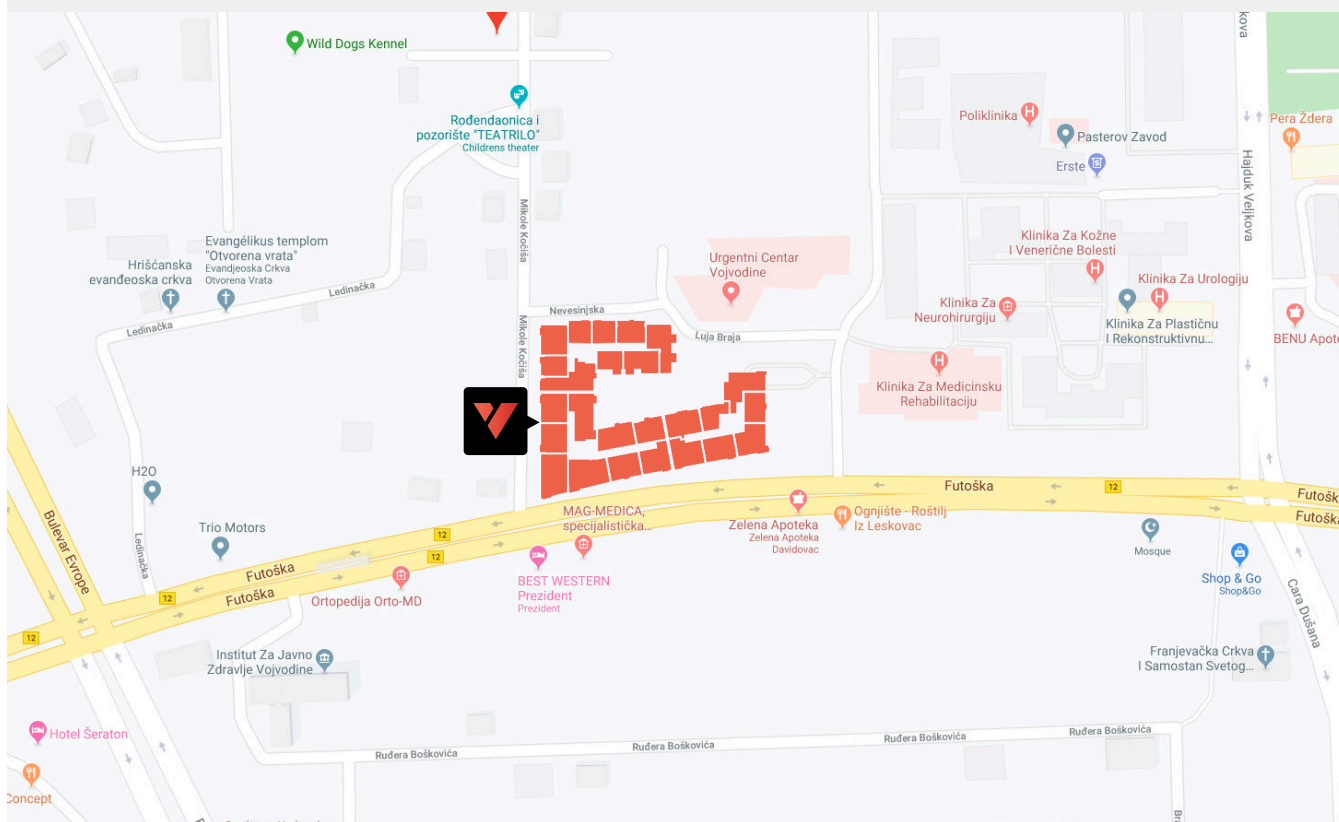 Wild Dogs Kennel
Rođendaonica i
pozorište "TEATRILO"
Childrens theater
Poliklinika
Pasterov Zavod
Erste
Pera Ždera
kova
Hajduk Veljkova
Mikole Kočiša
Evangélikus templom
"Otvorena vrata"
Evandjeoska Crkva
Otvorena Vrata
Hrišćanska
evanđeoska crkva
Ledinačka
Ledinačka
Urgentni Centar
Vojvodine
Klinika Za Kožne
I Venerične Bolesti
Klinika Za Urologiju
Klinika Za
Neurohirurgiju
Klinika Za Plastičnu
I Rekonstruktivnu...
BENU Apote
Nevesinjska
Luja Braja
Mikole Kočiša
Klinika Za Medicinsku
Rehabilitaciju
H2O
Trio Motors
Ledinačka
Bulevar Evrope
Futoška
12
Futošk
Futoška
MAG-MEDICA,
specijalistička...
Zelena Apoteka
Zelena Apoteka
Davidovac
Ognjište - Roštilj
Iz Leskovac
Mosque
Shop & Go
Shop&Go
Cara Dušana
12
12
Futoška
Futoška
12
12
BEST WESTERN
Prezident
Prezident
Ortopedija Orto-MD
Institut Za Javno
Zdravlje Vojvodine
Franjevačka Crkva
I Samostan Svetog...
Hotel Šeraton
Concept
Ruđera Boškovića
Ruđera Boškovića
Ruđera Boškovića
Ruđera Boškovića